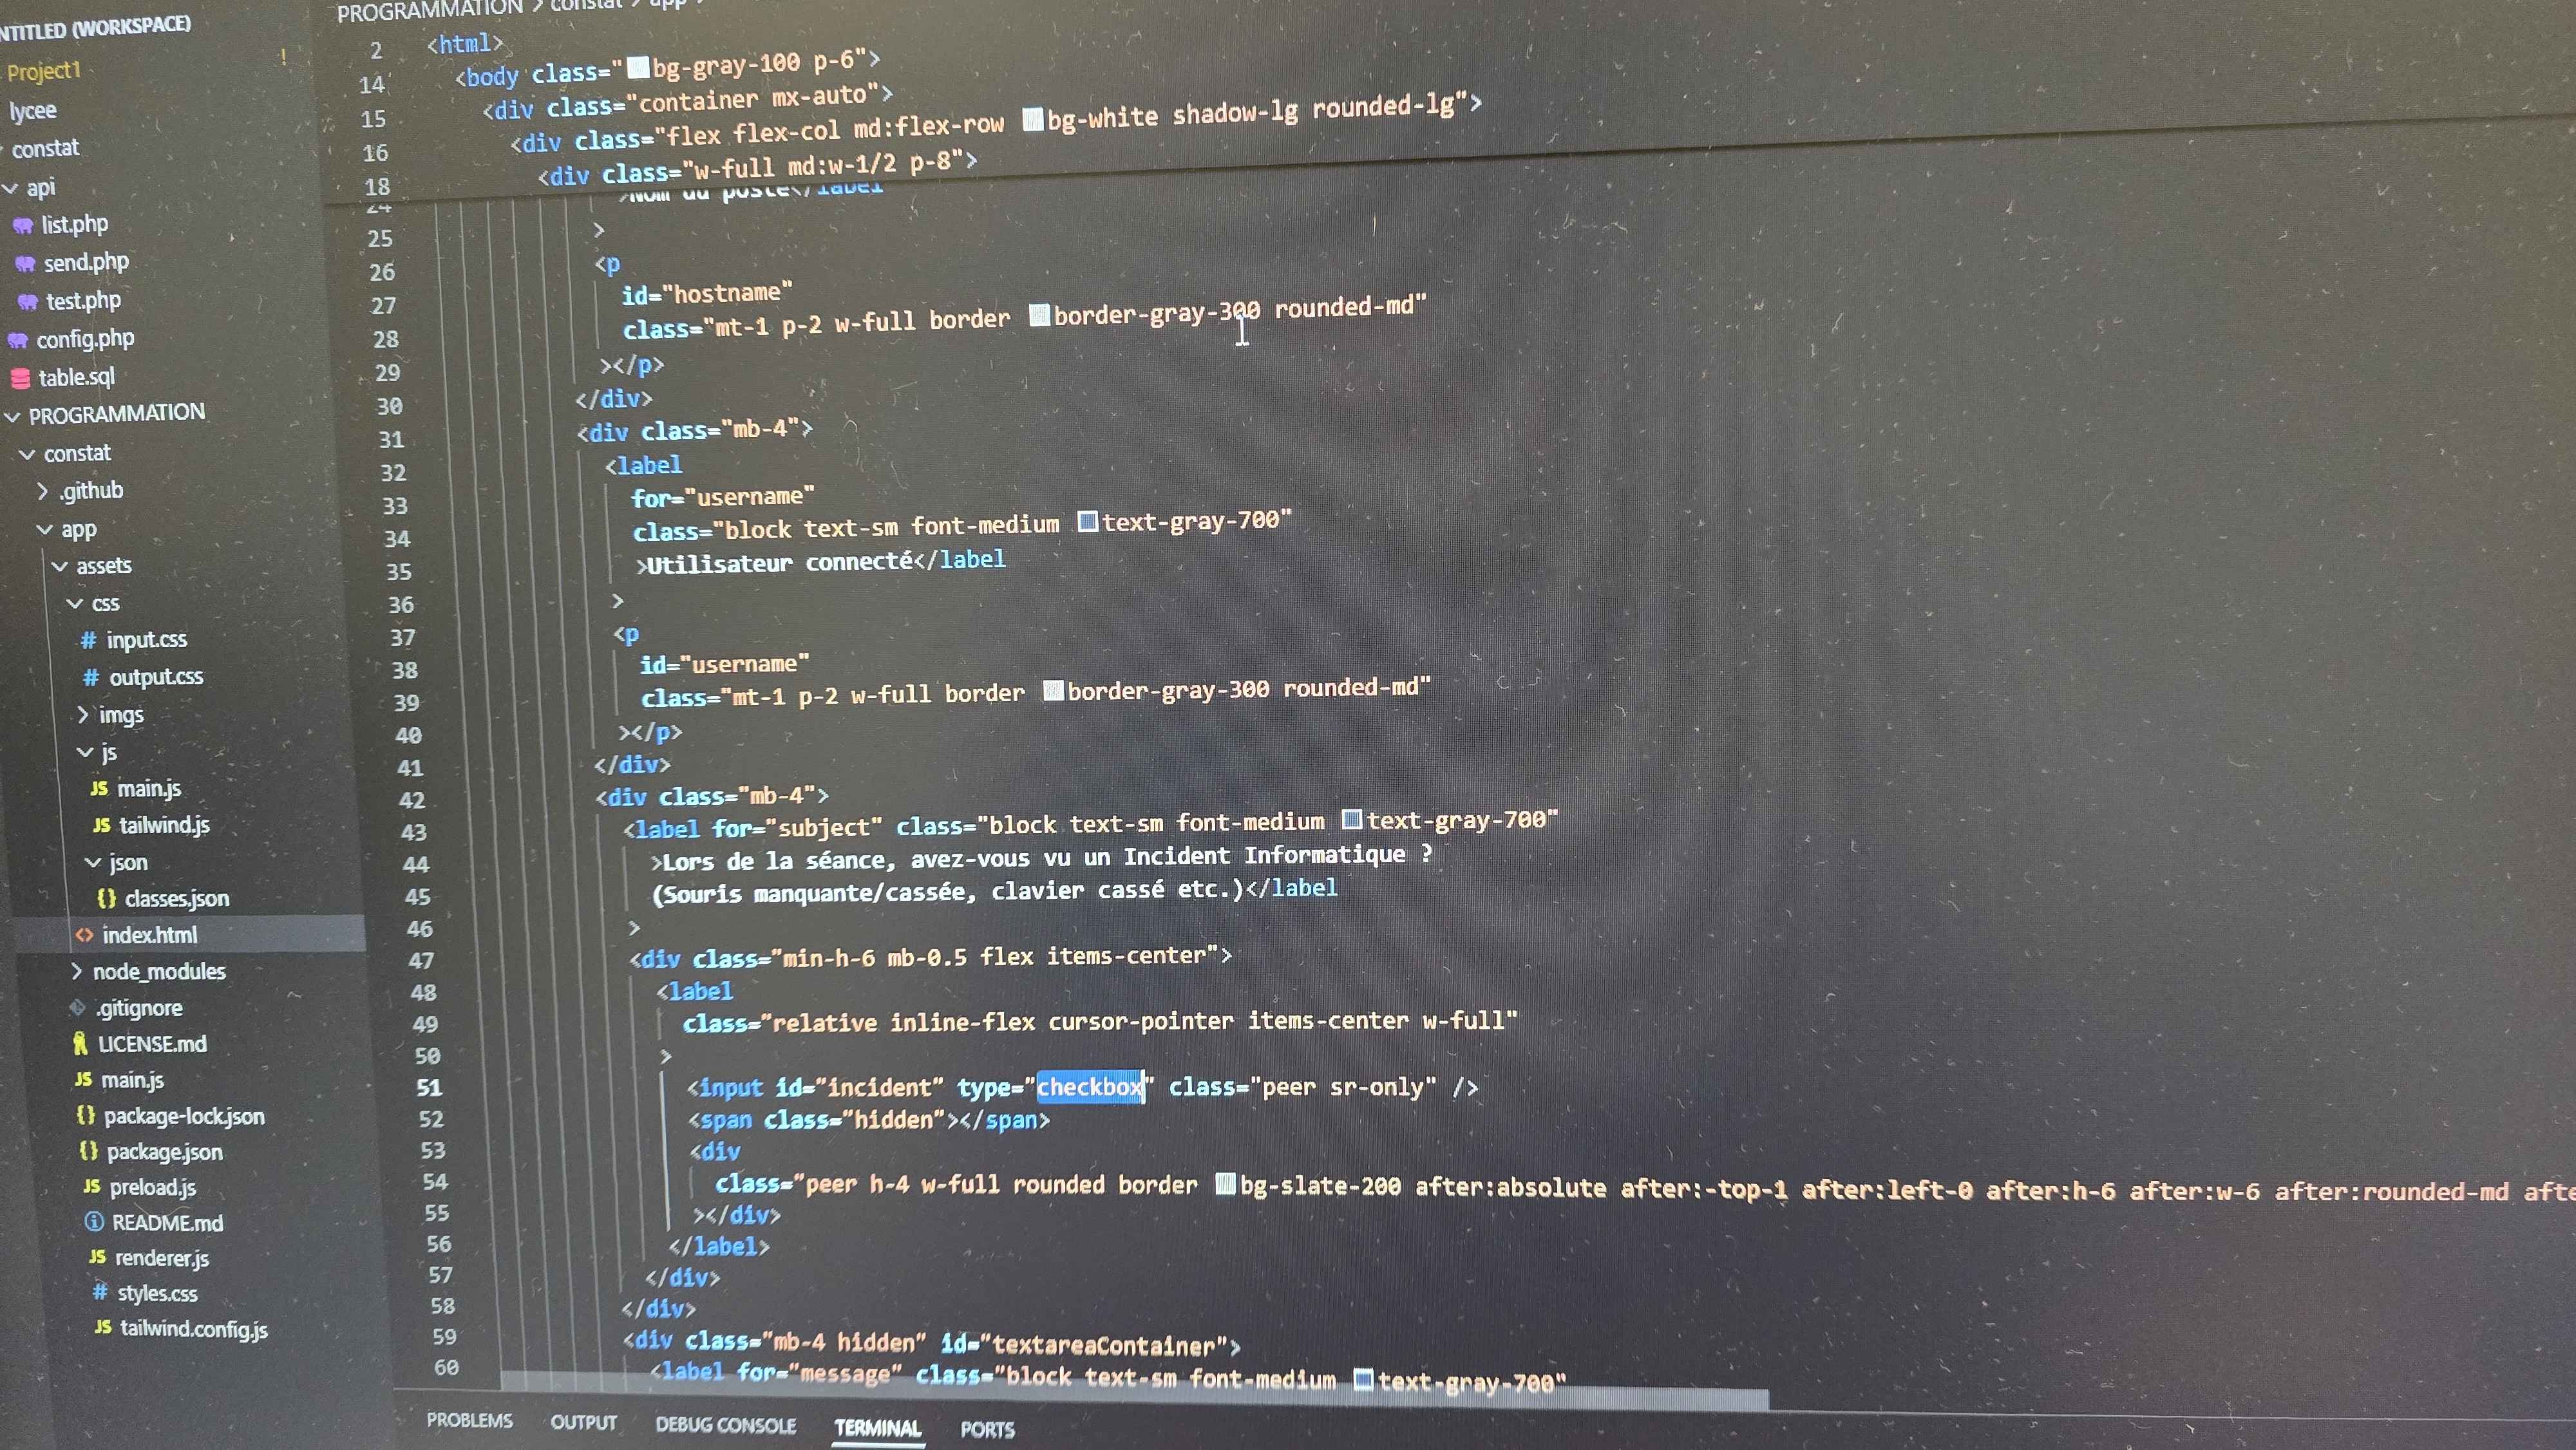 NTITLED (WORKSPACE)
Project1 !
lycee
constat
api
list.php
send.php
test.php
config.php
table.sql
PROGRAMMATION
constat
.github
app
assets
css
# input.css
# output.css
imgs
js
JS main.js
JS tailwind.js
json
{} classes.json
<> index.html
node_modules
.gitignore
LICENSE.md
JS main.js
{} package-lock.json
{} package.json
JS preload.js
README.md
JS renderer.js
# styles.css
JS tailwind.config.js
PROGRAMMATION > constat > app
2 <html>
14 <body class="bg-gray-100 p-6">
15 <div class="container mx-auto">
16 <div class="flex flex-col md:flex-row bg-white shadow-lg rounded-lg">
18 <div class="w-full md:w-1/2 p-8">
24 >Nom du poste</label
25 >
26 <p
27 id="hostname"
28 class="mt-1 p-2 w-full border border-gray-300 rounded-md"
29 ></p>
30 </div>
31 <div class="mb-4">
32 <label
33 for="username"
34 class="block text-sm font-medium text-gray-700"
35 >Utilisateur connecté</label
36 >
37 <p
38 id="username"
39 class="mt-1 p-2 w-full border border-gray-300 rounded-md"
40 ></p>
41 </div>
42 <div class="mb-4">
43 <label for="subject" class="block text-sm font-medium text-gray-700"
44 >Lors de la séance, avez-vous vu un Incident Informatique ?
45 (Souris manquante/cassée, clavier cassé etc.)</label
46 >
47 <div class="min-h-6 mb-0.5 flex items-center">
48 <label
49 class="relative inline-flex cursor-pointer items-center w-full"
50 >
51 <input id="incident" type="checkbox" class="peer sr-only" />
52 <span class="hidden"></span>
53 <div
54 class="peer h-4 w-full rounded border bg-slate-200 after:absolute after:-top-1 after:left-0 after:h-6 after:w-6 after:rounded-md afte
55 ></div>
56 </label>
57 </div>
58 </div>
59 <div class="mb-4 hidden" id="textareaContainer">
60 <label for="message" class="block text-sm font-medium text-gray-700"
PROBLEMS OUTPUT DEBUG CONSOLE TERMINAL PORTS